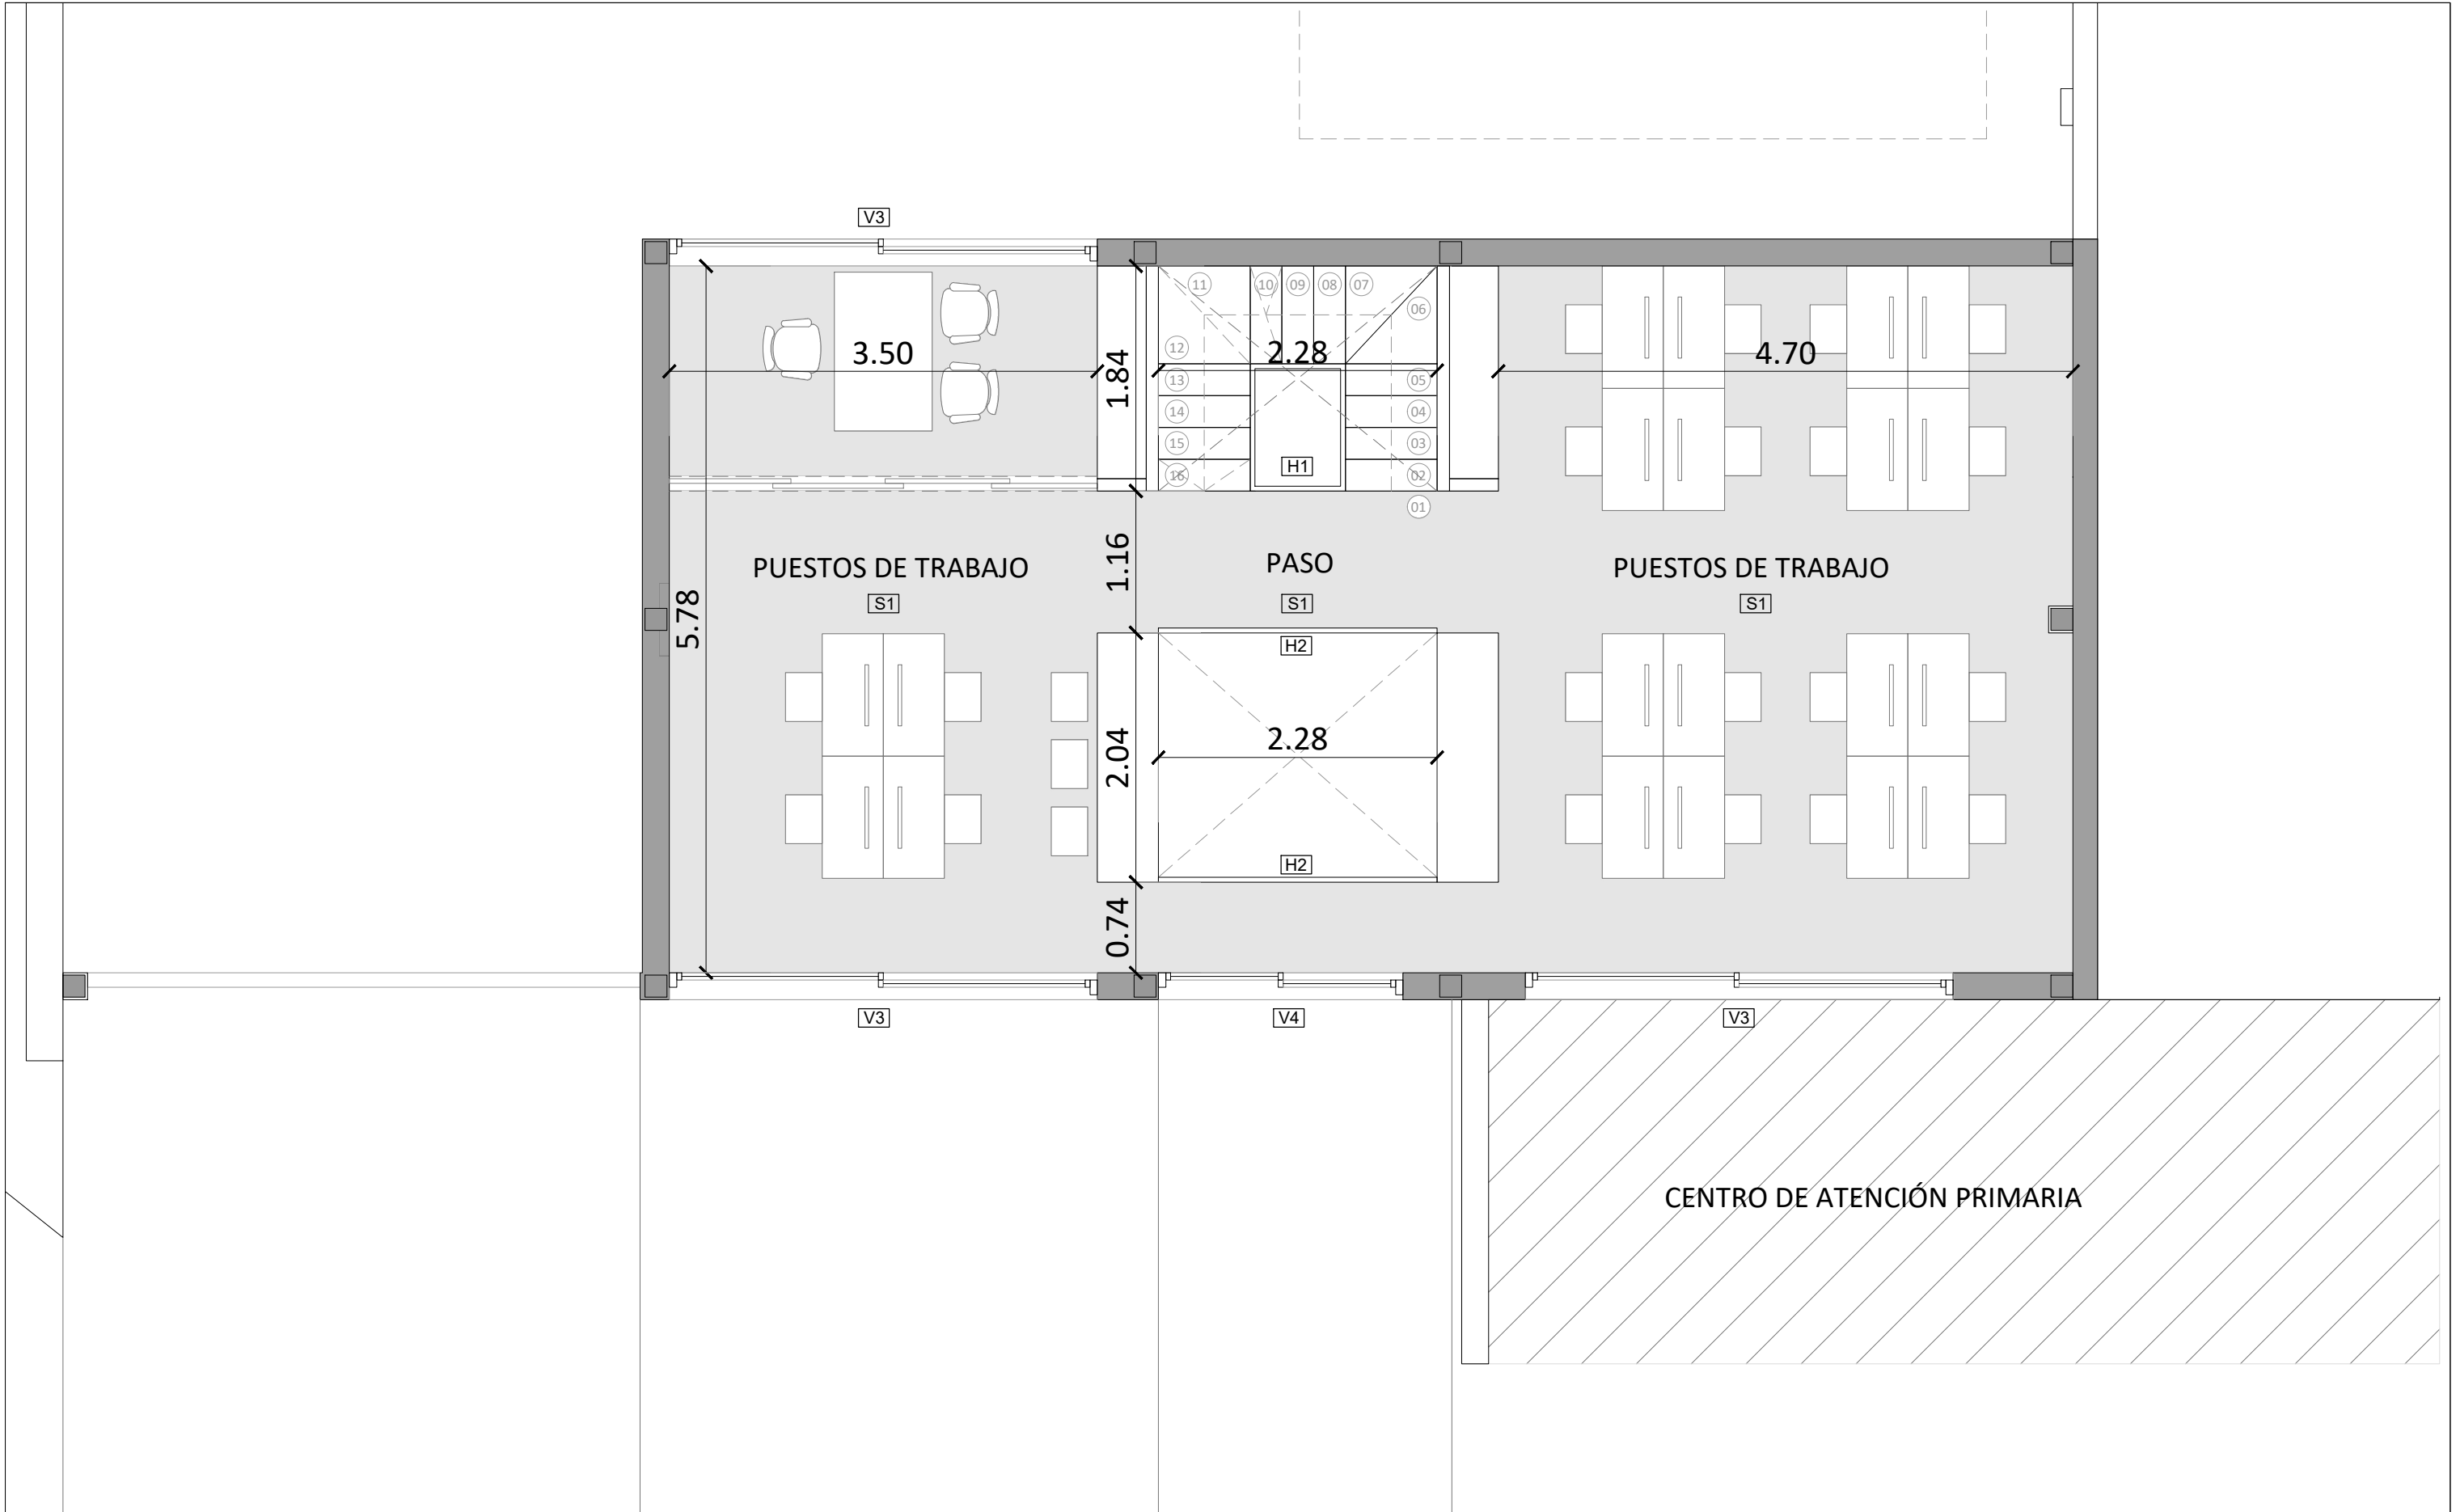 V3
11
10
09
08
07
06
12
3.50
2.28
4.70
1.84
13
05
14
04
15
03
H1
16
02
01
1.16
PUESTOS DE TRABAJO
PASO
PUESTOS DE TRABAJO
S1
S1
S1
5.78
H2
2.04
2.28
H2
0.74
V3
V4
V3
CENTRO DE ATENCIÓN PRIMARIA